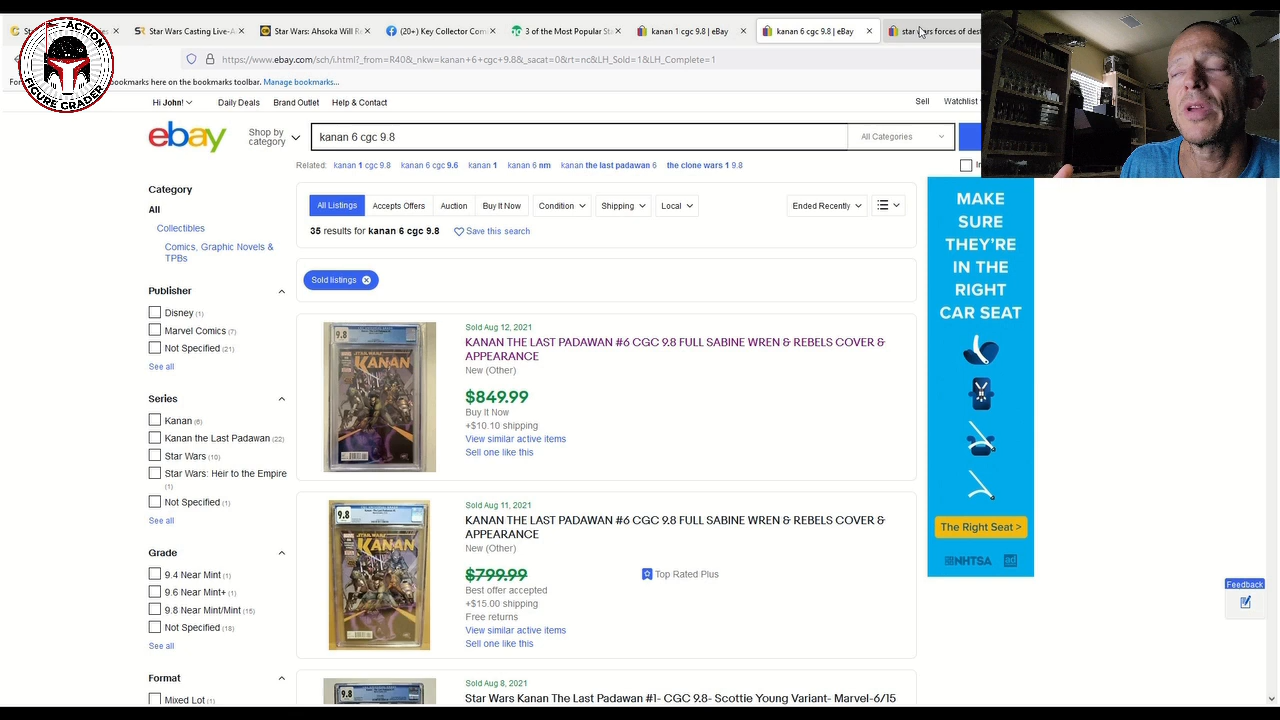 Star Wars Casting Live-A
Star Wars: Ahsoka Will R
(20+) Key Collector Com
3 of the Most Popular St
kanan 1 cgc 9.8 | eBay
kanan 6 cgc 9.8 | eBay
star wars forces of dest
https://www.ebay.com/sch/i.html?_from=R40&_nkw=kanan+6+cgc+9.8&_sacat=0&rt=nc&LH_Sold=1&LH_Complete=1
bookmarks here on the bookmarks toolbar. Manage bookmarks...
RE-ACTION
FIGURE GRADER
Hi John!
Daily Deals
Brand Outlet
Help & Contact
Sell
Watchlist
ebay
Shop by
category
kanan 6 cgc 9.8
All Categories
Related:
kanan 1 cgc 9.8
kanan 6 cgc 9.6
kanan 1
kanan 6 nm
kanan the last padawan 6
the clone wars 1 9.8
Category
All
Collectibles
Comics, Graphic Novels &
TPBs
Publisher
Disney (1)
Marvel Comics (7)
Not Specified (21)
See all
Series
Kanan (6)
Kanan the Last Padawan (22)
Star Wars (10)
Star Wars: Heir to the Empire
(1)
Not Specified (1)
See all
Grade
9.4 Near Mint (1)
9.6 Near Mint+ (1)
9.8 Near Mint/Mint (15)
Not Specified (18)
See all
Format
Mixed Lot (1)
All Listings
Accepts Offers
Auction
Buy It Now
Condition
Shipping
Local
Ended Recently
35 results for kanan 6 cgc 9.8
Save this search
Sold listings
9.8
STAR WARS
KANAN
Sold Aug 12, 2021
KANAN THE LAST PADAWAN #6 CGC 9.8 FULL SABINE WREN & REBELS COVER &
APPEARANCE
New (Other)
$849.99
Buy It Now
+$10.10 shipping
View similar active items
Sell one like this
9.8
STAR WARS
KANAN
Sold Aug 11, 2021
KANAN THE LAST PADAWAN #6 CGC 9.8 FULL SABINE WREN & REBELS COVER &
APPEARANCE
New (Other)
$799.99
Best offer accepted
+$15.00 shipping
Free returns
View similar active items
Sell one like this
Top Rated Plus
9.8
Sold Aug 8, 2021
Star Wars Kanan The Last Padawan #1- CGC 9.8- Scottie Young Variant- Marvel-6/15
MAKE
SURE
THEY'RE
IN THE
RIGHT
CAR SEAT
The Right Seat >
NHTSA
ad
Feedback